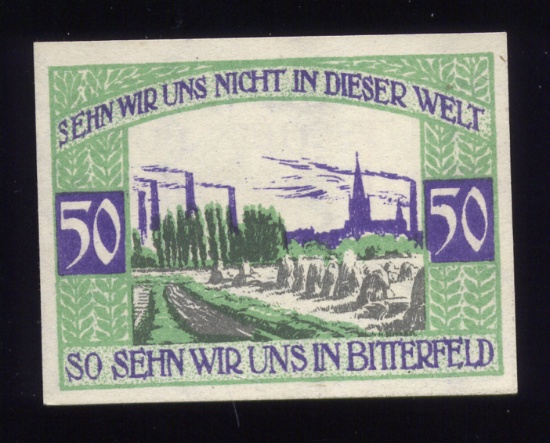 SEHN WIR UNS NICHT IN DIESER WELT
50 50
SO SEHN WIR UNS IN BITTERFELD